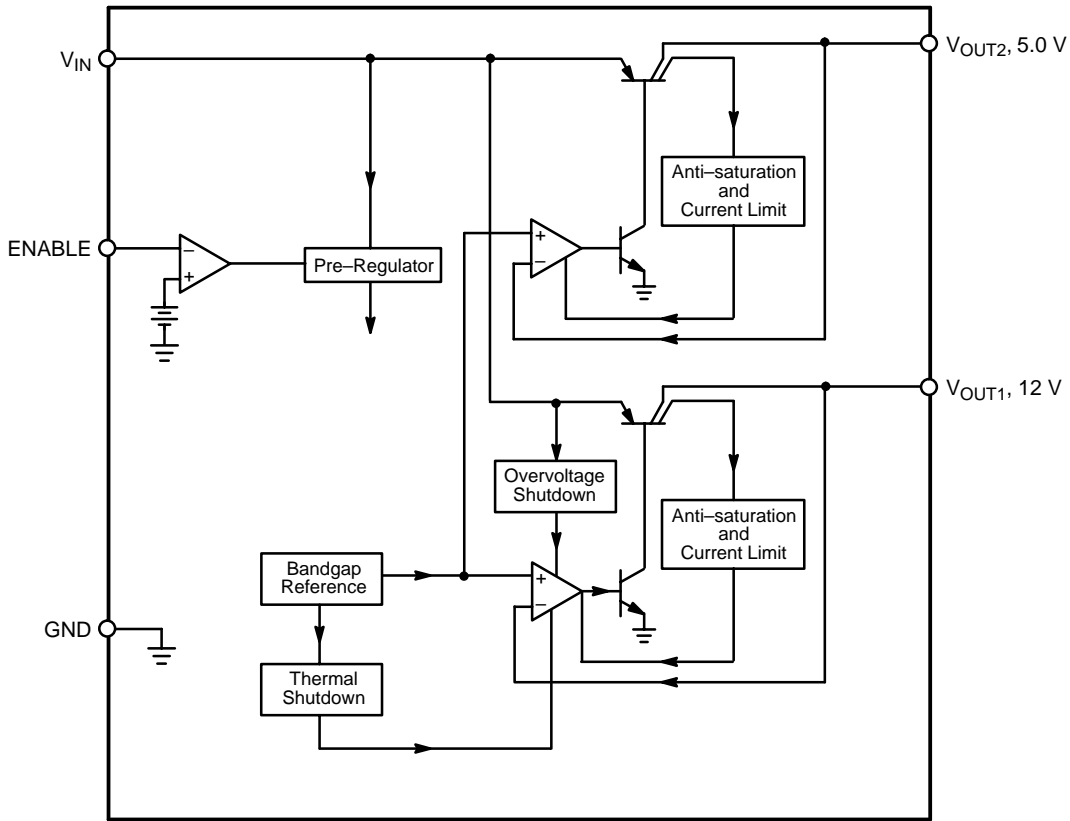 V_IN
V_OUT2, 5.0 V
Anti–saturation
and
Current Limit
ENABLE
−
+
Pre–Regulator
+
−
V_OUT1, 12 V
Overvoltage
Shutdown
Anti–saturation
and
Current Limit
Bandgap
Reference
+
−
GND
Thermal
Shutdown